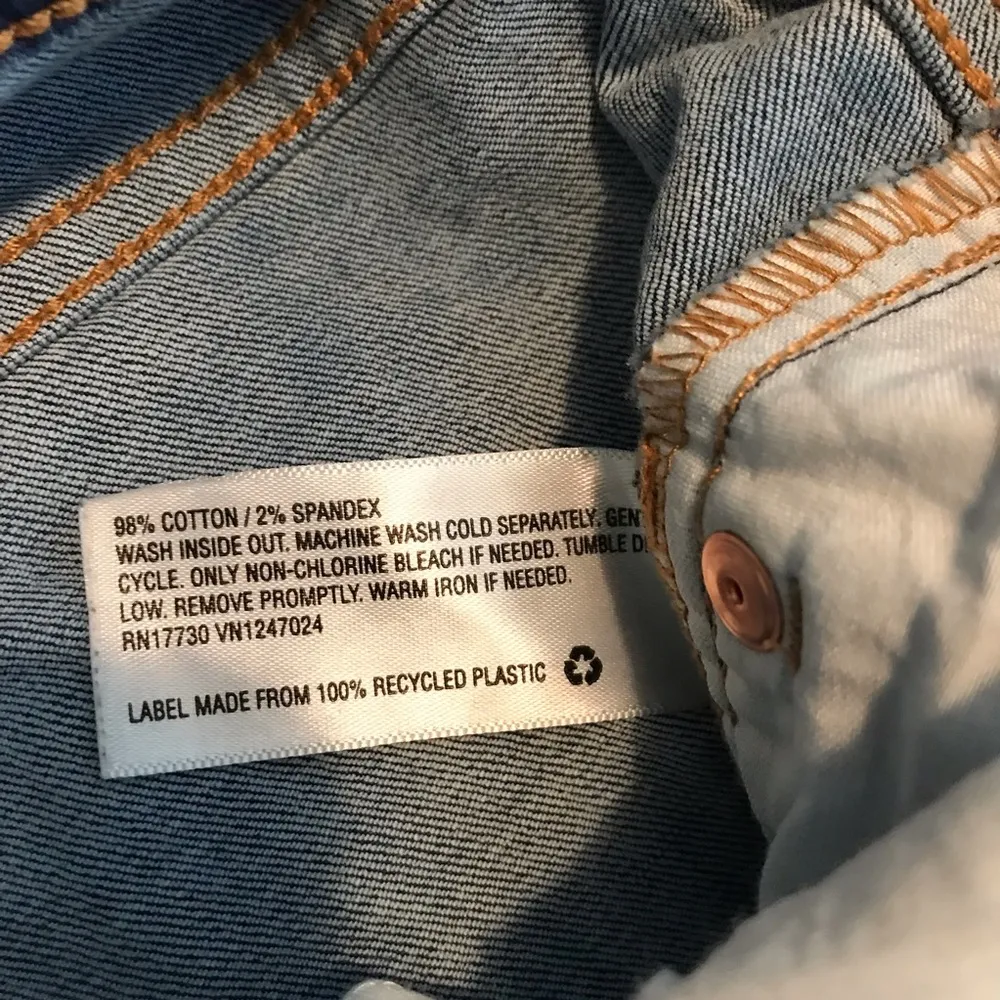 98% COTTON / 2% SPANDEX
WASH INSIDE OUT. MACHINE WASH COLD SEPARATELY. GEN
CYCLE. ONLY NON-CHLORINE BLEACH IF NEEDED. TUMBLE D
LOW. REMOVE PROMPTLY. WARM IRON IF NEEDED.
RN17730 VN1247024
LABEL MADE FROM 100% RECYCLED PLASTIC